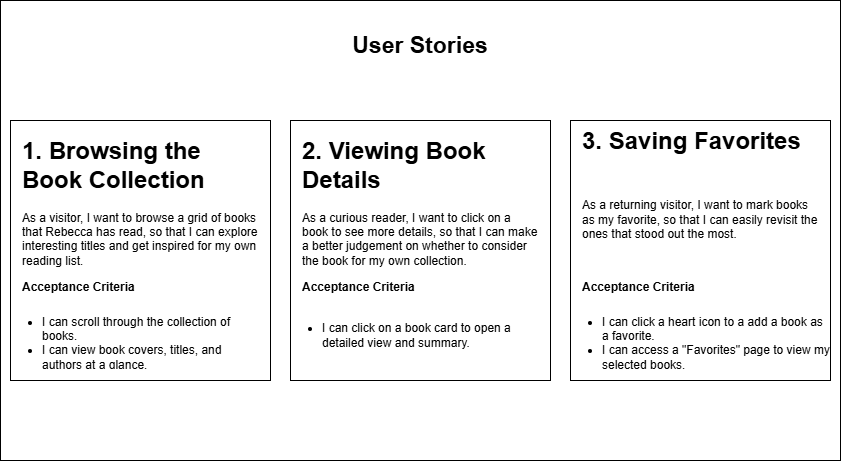 User Stories
1. Browsing the
Book Collection
As a visitor, I want to browse a grid of books
that Rebecca has read, so that I can explore
interesting titles and get inspired for my own
reading list.
Acceptance Criteria
• I can scroll through the collection of
books.
• I can view book covers, titles, and
authors at a glance.
2. Viewing Book
Details
As a curious reader, I want to click on a
book to see more details, so that I can make
a better judgement on whether to consider
the book for my own collection.
Acceptance Criteria
• I can click on a book card to open a
detailed view and summary.
3. Saving Favorites
As a returning visitor, I want to mark books
as my favorite, so that I can easily revisit the
ones that stood out the most.
Acceptance Criteria
• I can click a heart icon to a add a book as
a favorite.
• I can access a "Favorites" page to view my
selected books.